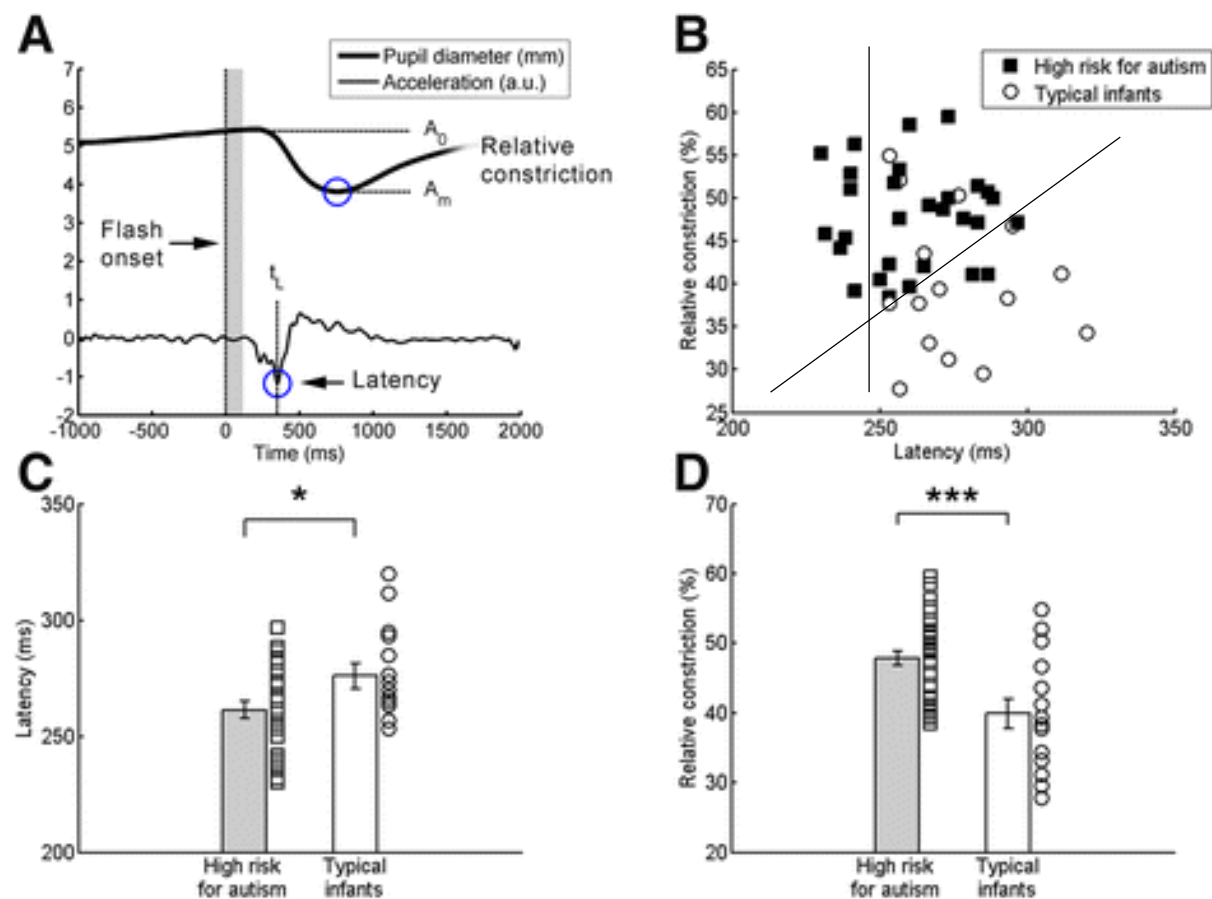 A
Pupil diameter (mm)
Acceleration (a.u.)
7
6
5
4
3
2
1
0
-1
-2
A0
Relative
constriction
Am
Flash
onset
tL
Latency
-1000 -500 0 500 1000 1500 2000
Time (ms)
B
High risk for autism
Typical infants
65
60
55
50
45
40
35
30
25
Relative constriction (%)
200 250 300 350
Latency (ms)
C
*
350
300
250
200
Latency (ms)
High risk
for autism
Typical
infants
D
***
70
60
50
40
30
20
Relative constriction (%)
High risk
for autism
Typical
infants